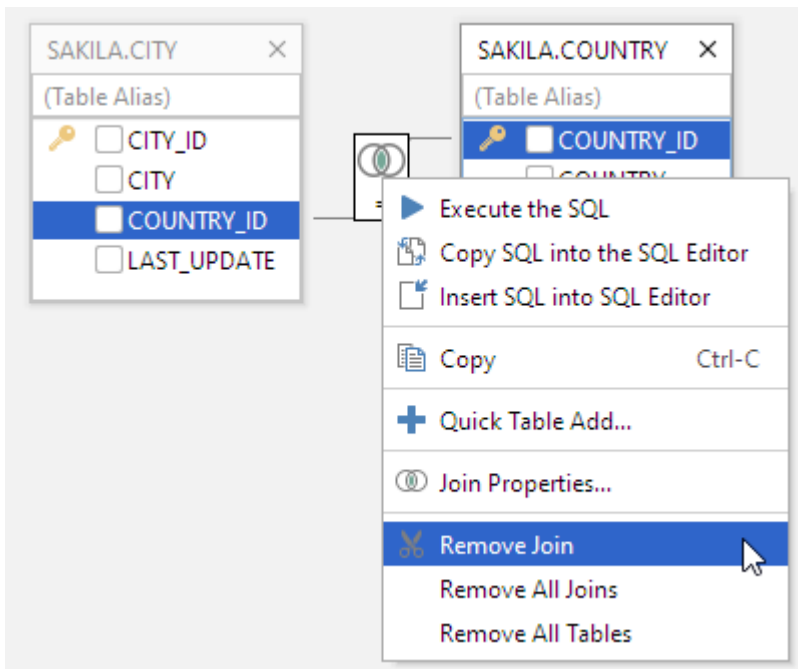 SAKILA.CITY
(Table Alias)
CITY_ID
CITY
COUNTRY_ID
LAST_UPDATE
=
SAKILA.COUNTRY
(Table Alias)
COUNTRY_ID
COUNTRY
Execute the SQL
Copy SQL into the SQL Editor
Insert SQL into SQL Editor
Copy Ctrl-C
Quick Table Add...
Join Properties...
Remove Join
Remove All Joins
Remove All Tables